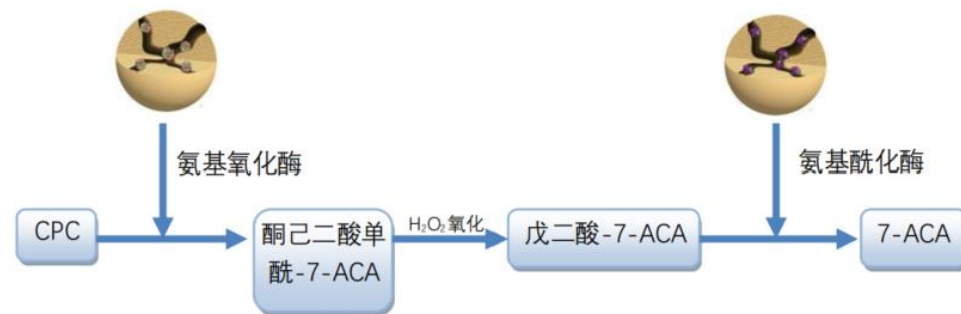 氨基氧化酶
氨基酰化酶
CPC
酮己二酸单
酰-7-ACA
H₂O₂氧化
戊二酸-7-ACA
7-ACA